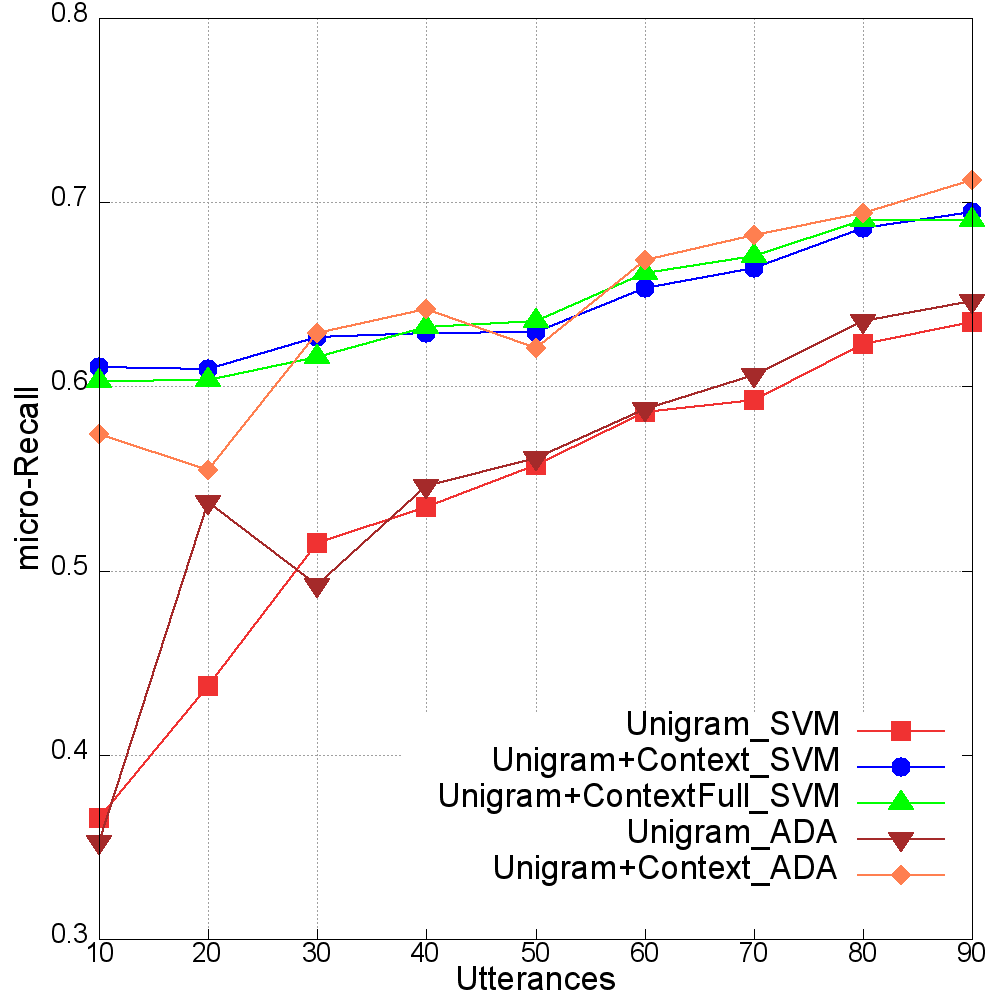 0.8
0.7
0.6
0.5
0.4
0.3
micro-Recall
Unigram_SVM
Unigram+Context_SVM
Unigram+ContextFull_SVM
Unigram_ADA
Unigram+Context_ADA
10 20 30 40 50 60 70 80 90
Utterances